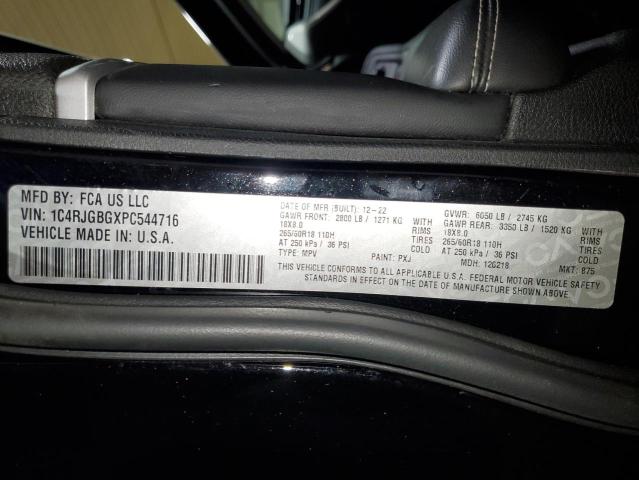 MFD BY: FCA US LLC
VIN: 1C4RJGBGXPC544716
VEHICLE MADE IN: U.S.A.
DATE OF MFR (BUILT): 12-22 GVWR: 6050 LB / 2745 KG
GAWR FRONT: 2800 LB / 1271 KG WITH GAWR REAR: 3350 LB / 1520 KG WITH
18X8.0 RIMS 18X8.0 RIMS
265/60R18 110H TIRES 265/60R18 110H TIRES
AT 250 kPa / 36 PSI COLD AT 250 kPa / 36 PSI COLD
TYPE: MPV PAINT: PXJ MDH: 120218 MKT: 875
THIS VEHICLE CONFORMS TO ALL APPLICABLE U.S.A. FEDERAL MOTOR VEHICLE SAFETY
STANDARDS IN EFFECT ON THE DATE OF MANUFACTURE SHOWN ABOVE.